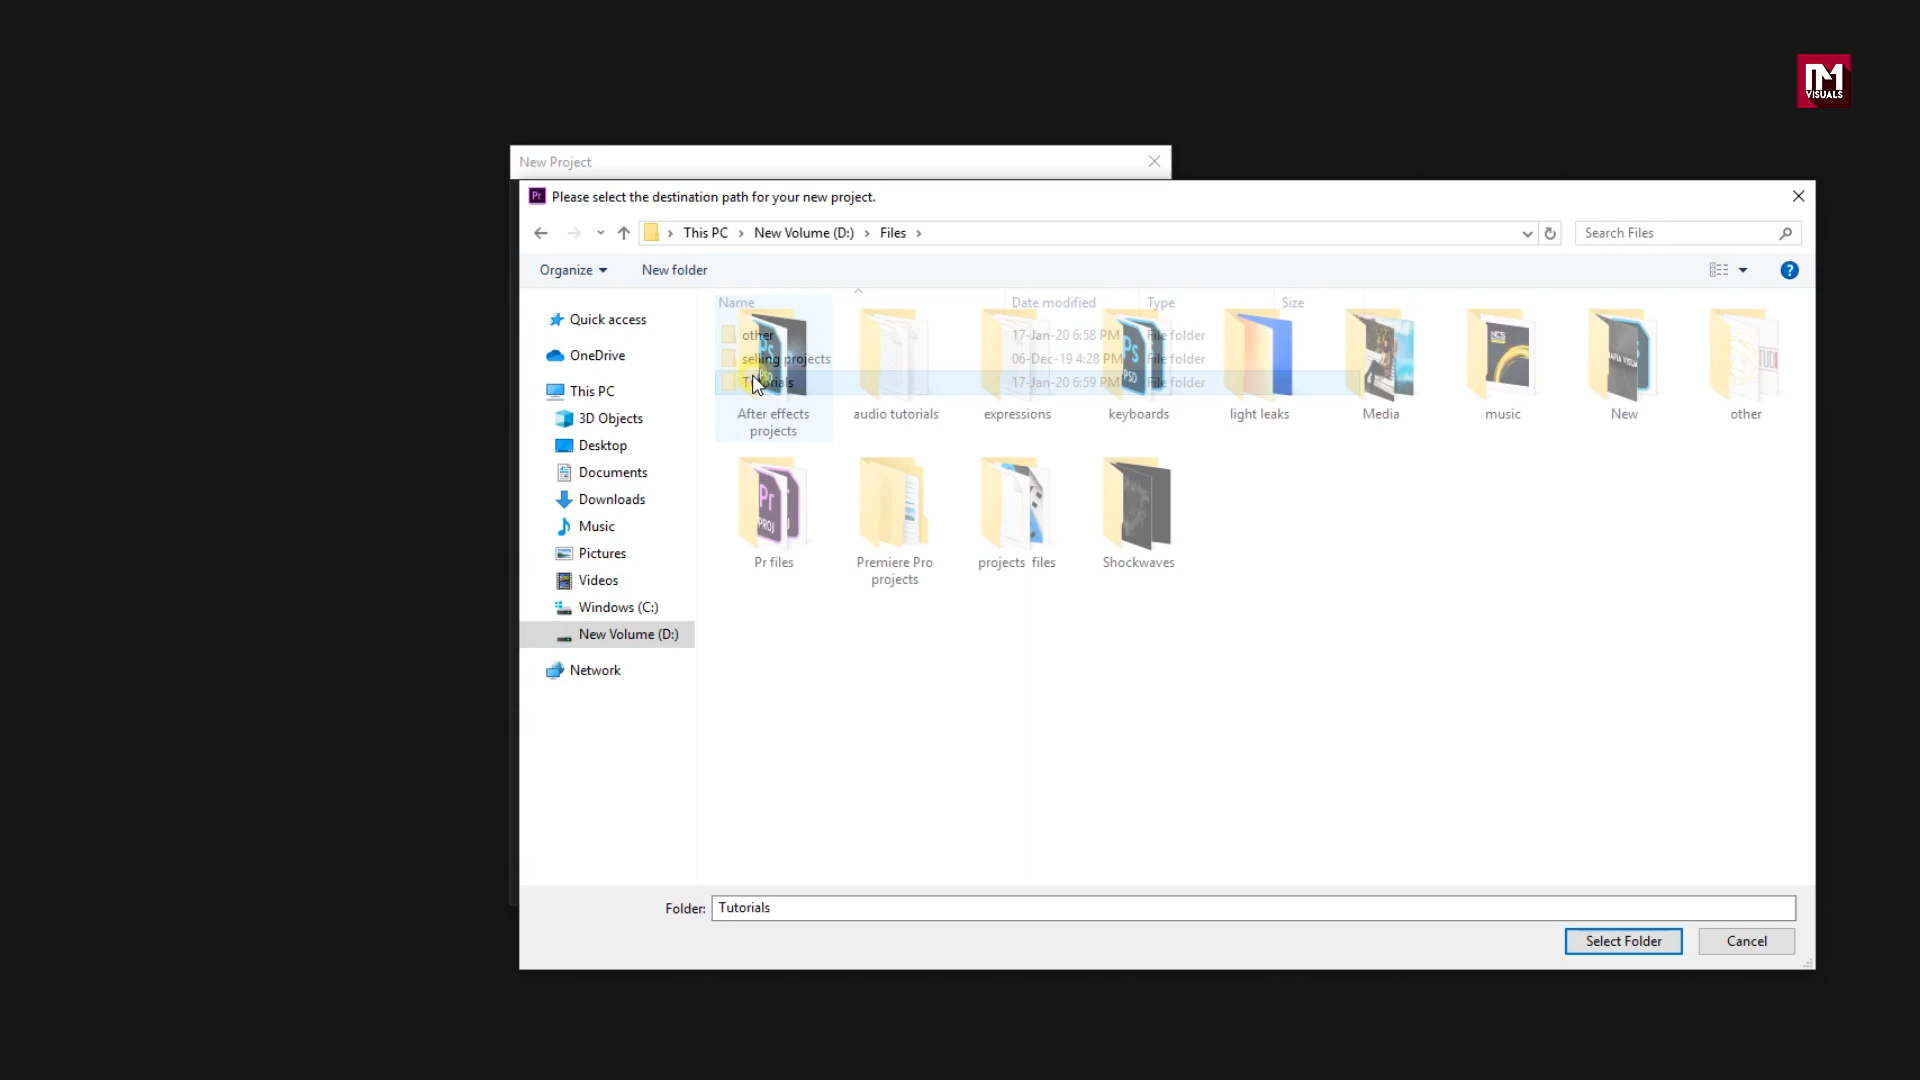 M
VISUALS
New Project
Pr Please select the destination path for your new project.
This PC > New Volume (D:) > Files >
Search Files
Organize
New folder
Name
Date modified
Type
Size
Quick access
OneDrive
This PC
3D Objects
Desktop
Documents
Downloads
Music
Pictures
Videos
Windows (C:)
New Volume (D:)
Network
other 17-Jan-20 6:58 PM File folder
selling projects 06-Dec-19 4:28 PM File folder
Tutorials 17-Jan-20 6:59 PM File folder
After effects
projects
audio tutorials
expressions
keyboards
light leaks
Media
music
New
other
Pr
PROJ
Pr files
Premiere Pro
projects
projects files
Shockwaves
Folder: Tutorials
Select Folder
Cancel